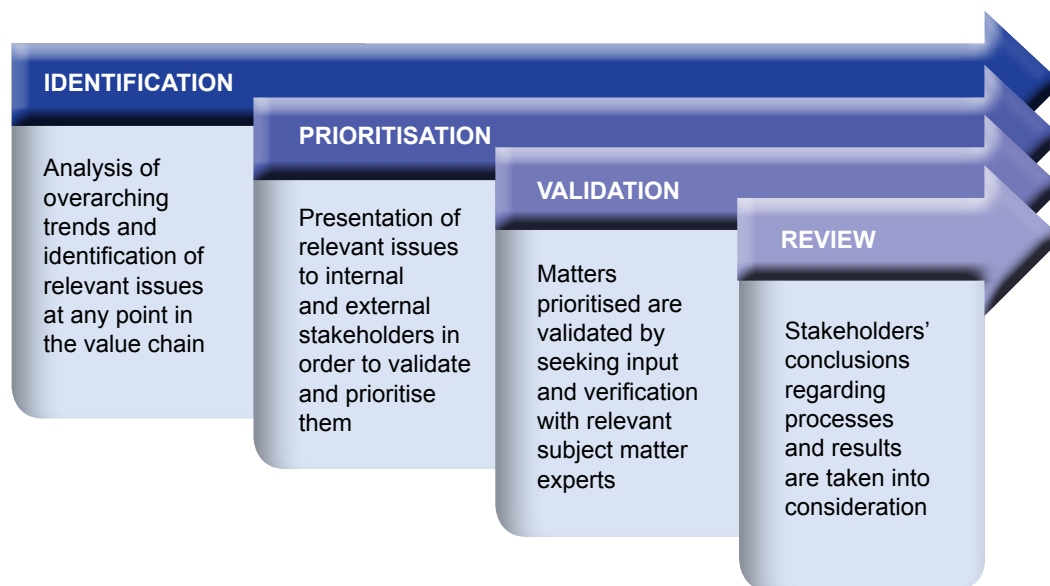 IDENTIFICATION
Analysis of
overarching
trends and
identification of
relevant issues
at any point in
the value chain
PRIORITISATION
Presentation of
relevant issues
to internal
and external
stakeholders in
order to validate
and prioritise
them
VALIDATION
Matters
prioritised are
validated by
seeking input
and verification
with relevant
subject matter
experts
REVIEW
Stakeholders’
conclusions
regarding
processes
and results
are taken into
consideration